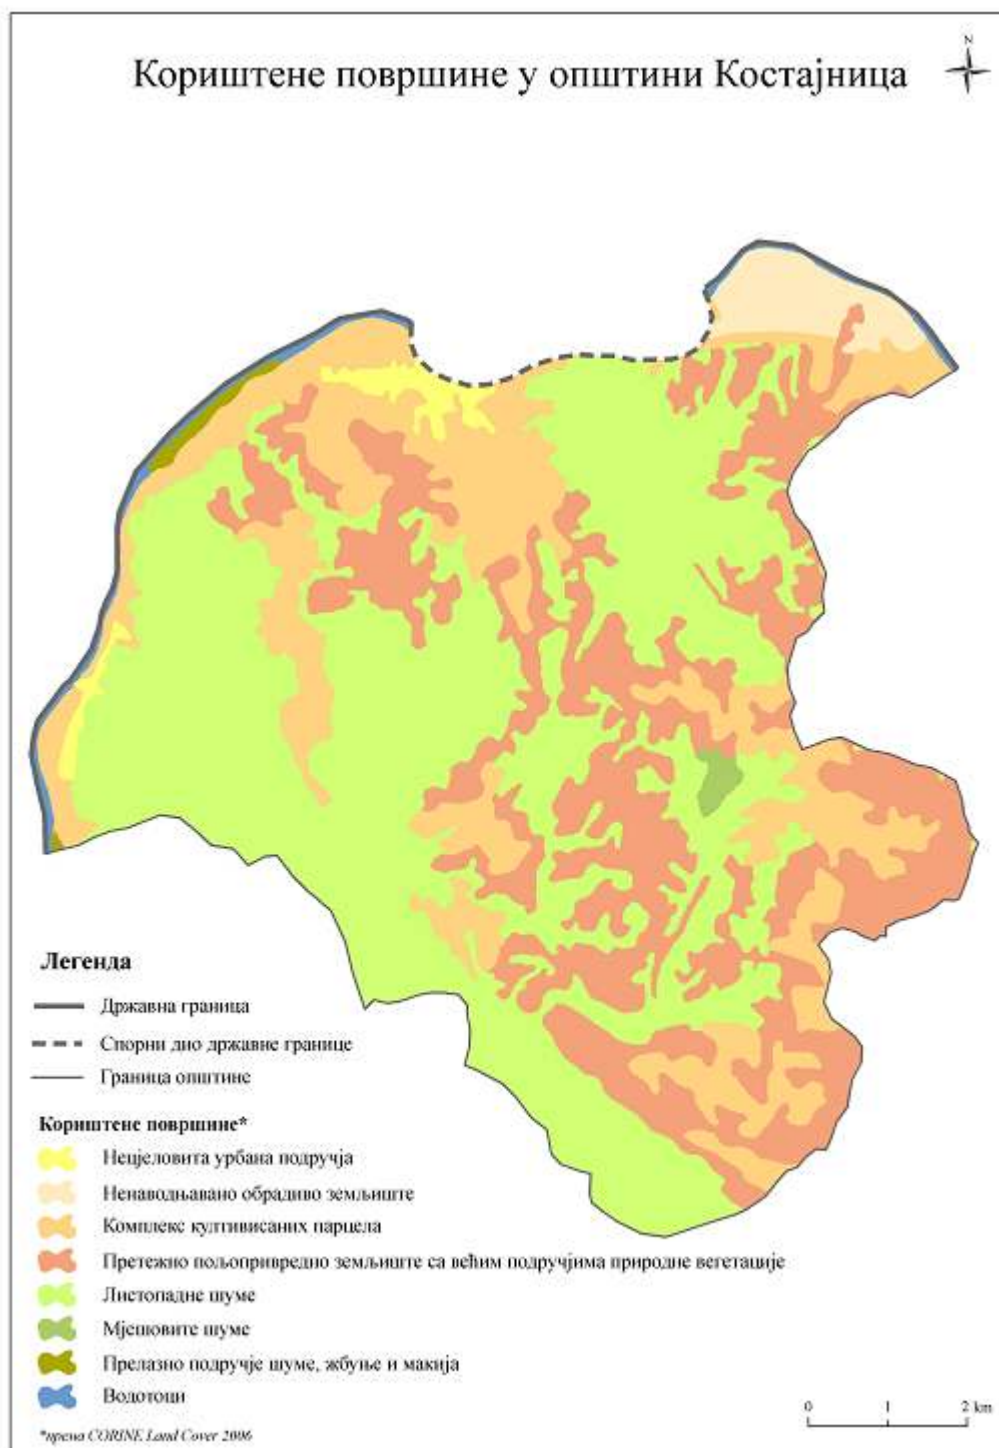 N
Кориштене површине у општини Костајница
Легенда
Државна граница
Спорни дио државне границе
Граница општине
Кориштене површине*
Нецјеловита урбана подручја
Ненаводњавано обрадиво земљиште
Комплекс култивисаних парцела
Претежно пољопривредно земљиште са већим подручјима природне вегетације
Листопадне шуме
Мјешовите шуме
Прелазно подручје шуме, жбуње и макија
Водотоци
*према CORINE Land Cover 2006
0 1 2 km